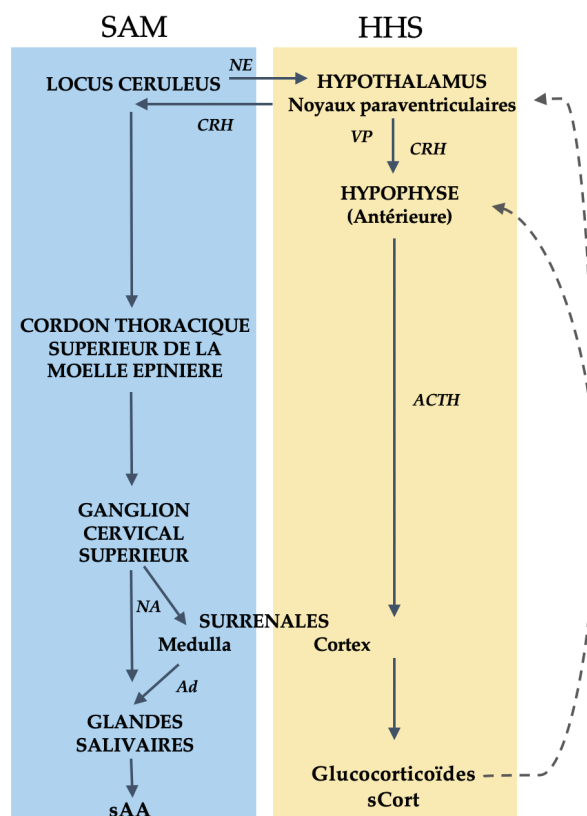 SAM
HHS
NE
LOCUS CERULEUS
HYPOTHALAMUS
Noyaux paraventriculaires
CRH
VP
CRH
HYPOPHYSE
(Antérieure)
CORDON THORACIQUE
SUPERIEUR DE LA
MOELLE EPINIERE
ACTH
GANGLION
CERVICAL
SUPERIEUR
NA
SURRENALES
Medulla
Cortex
Ad
GLANDES
SALIVAIRES
Glucocorticoïdes
sCort
sAA